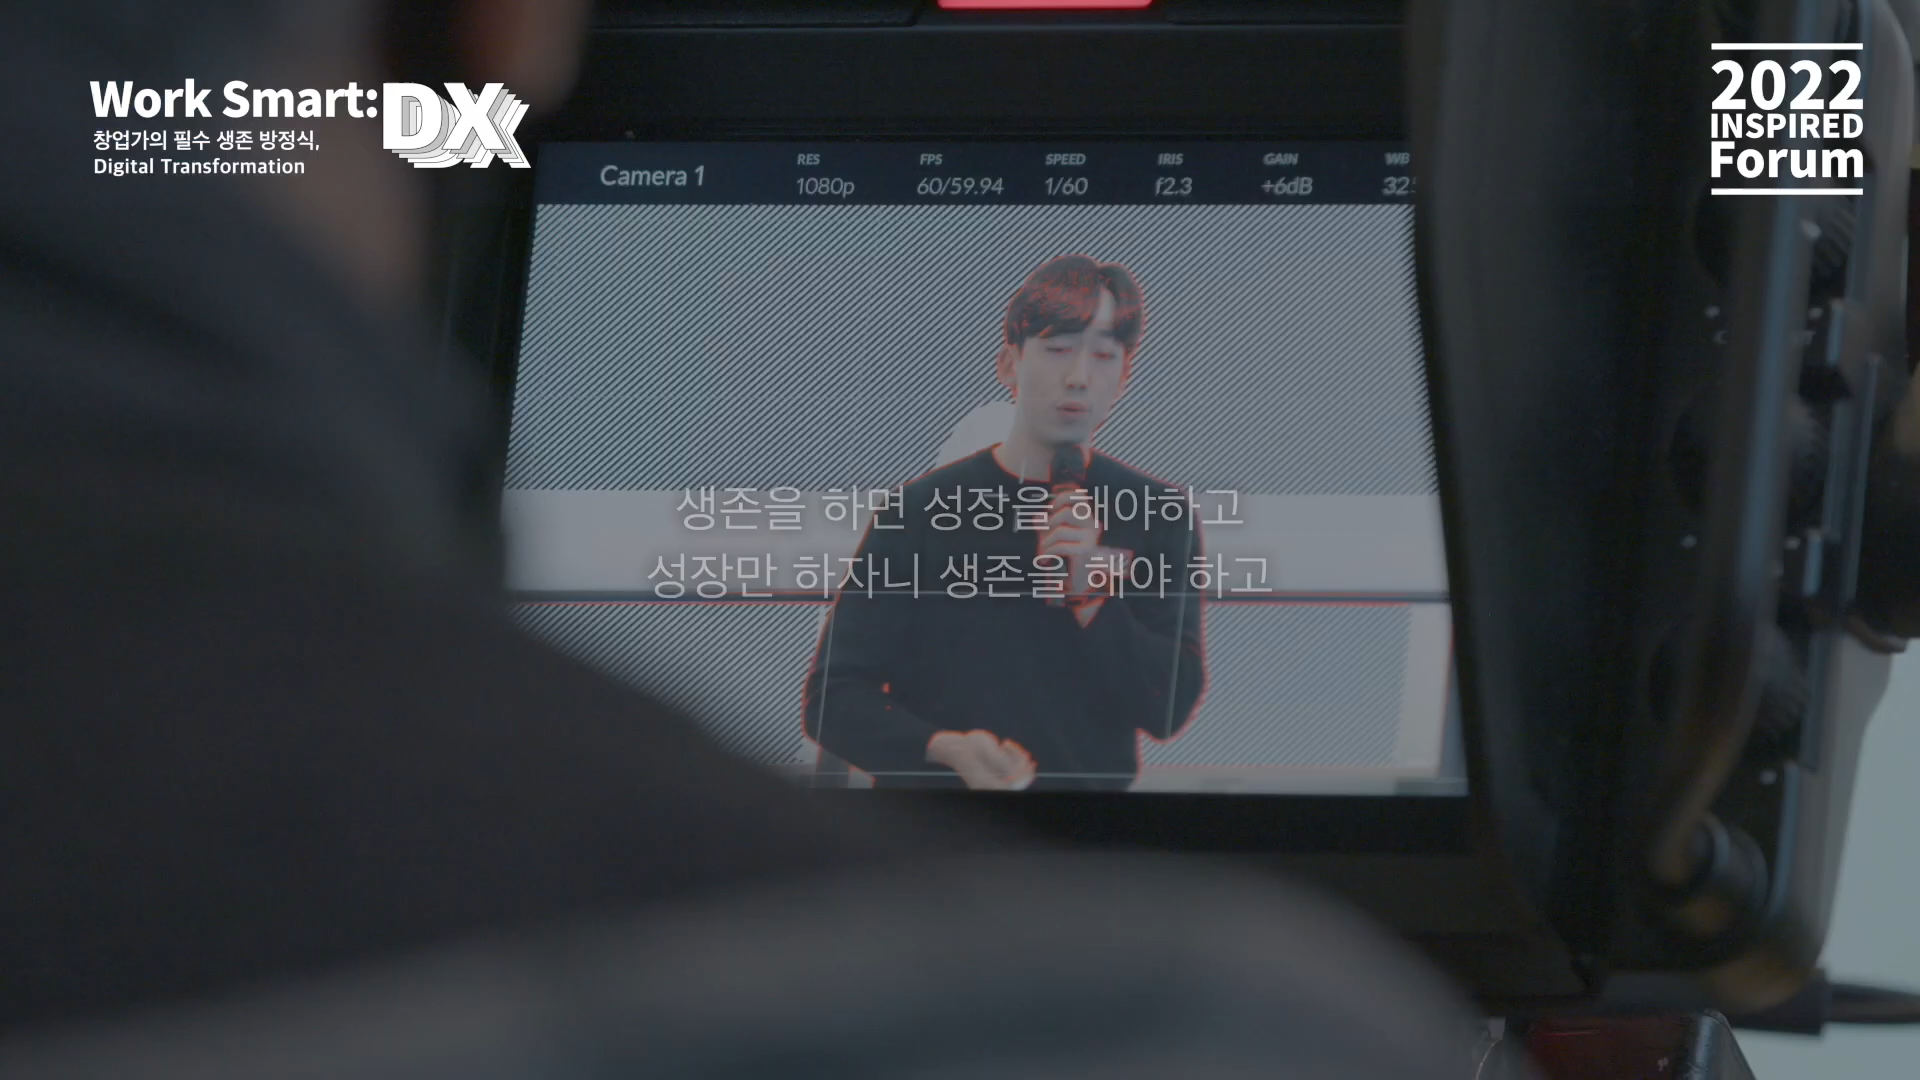 Work Smart: DX
창업가의 필수 생존 방정식,
Digital Transformation
2022
INSPIRED
Forum
Camera 1
RES
1080p
FPS
60/59.94
SPEED
1/60
IRIS
f2.3
GAIN
+6dB
WB
생존을 하면 성장을 해야하고
성장만 하자니 생존을 해야 하고